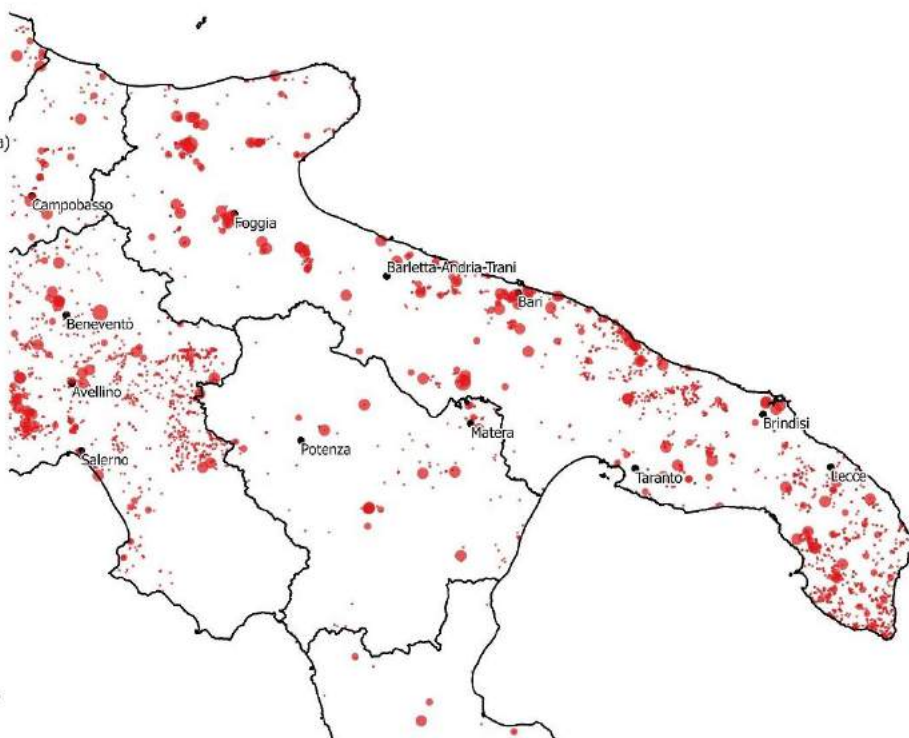 a)
Campobasso
Foggia
Barletta-Andria-Trani
Bari
Benevento
Avellino
Brindisi
Matera
Potenza
Salerno
Taranto
Lecce